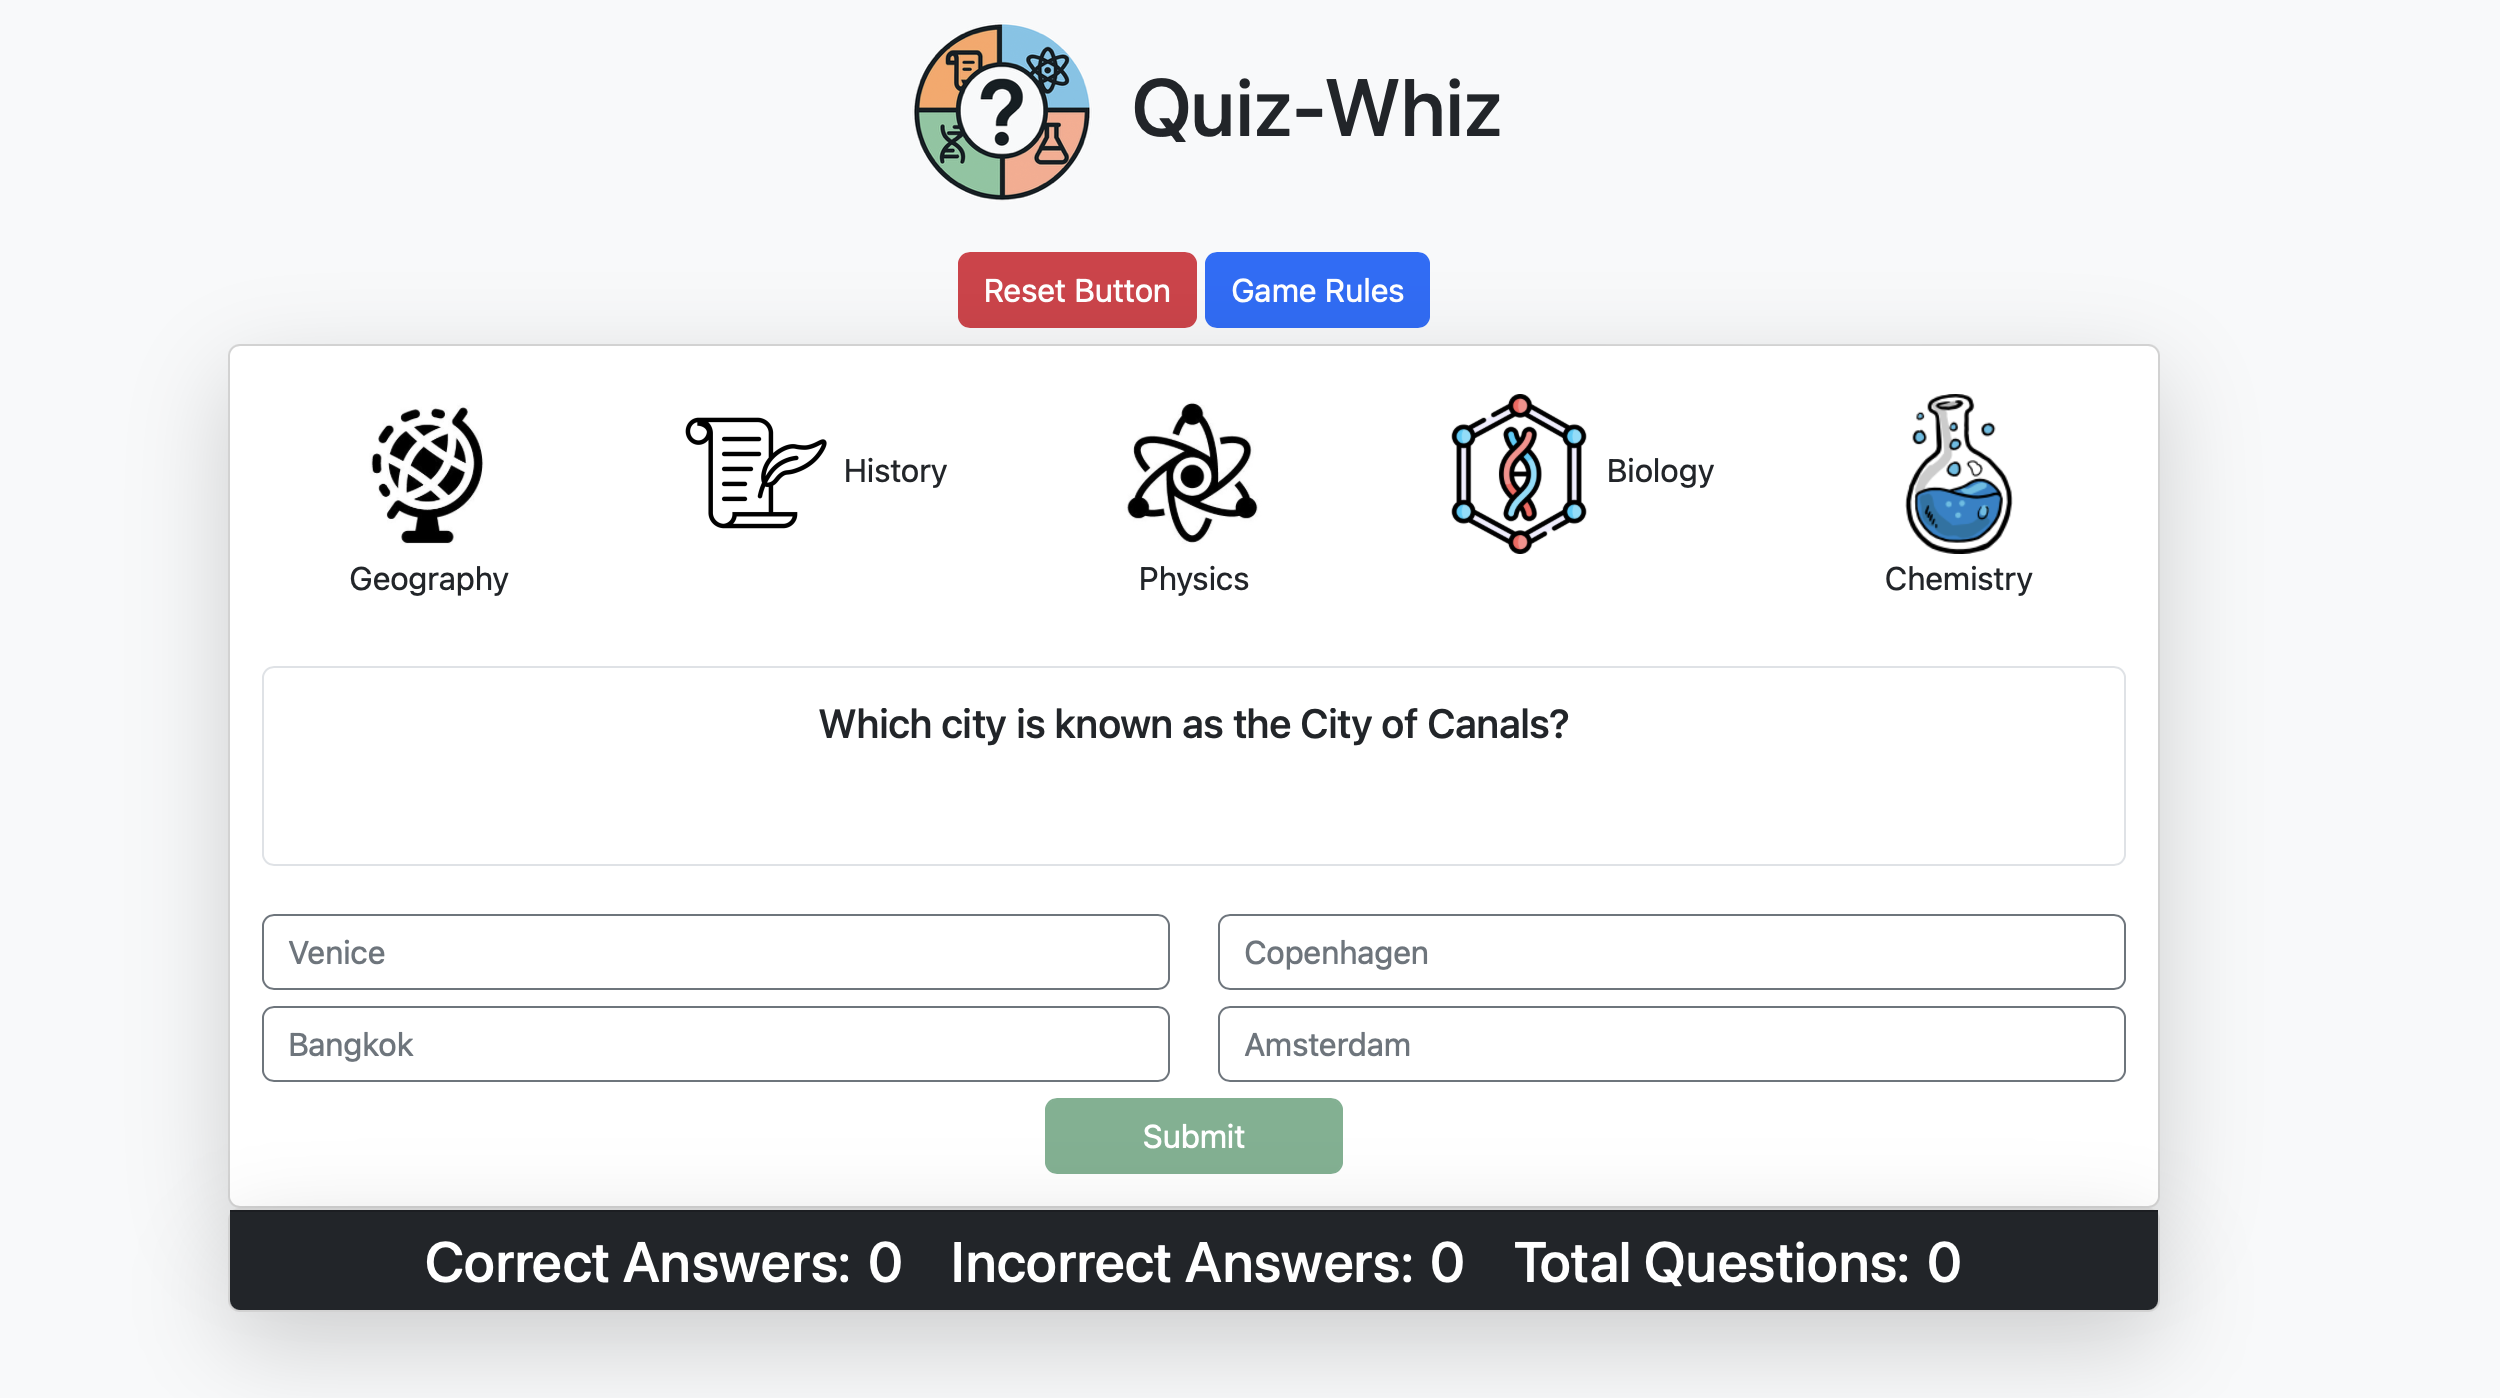 ?
Quiz-Whiz
Reset Button
Game Rules
History
Biology
Geography
Physics
Chemistry
Which city is known as the City of Canals?
Venice
Copenhagen
Bangkok
Amsterdam
Submit
Correct Answers: 0 Incorrect Answers: 0 Total Questions: 0